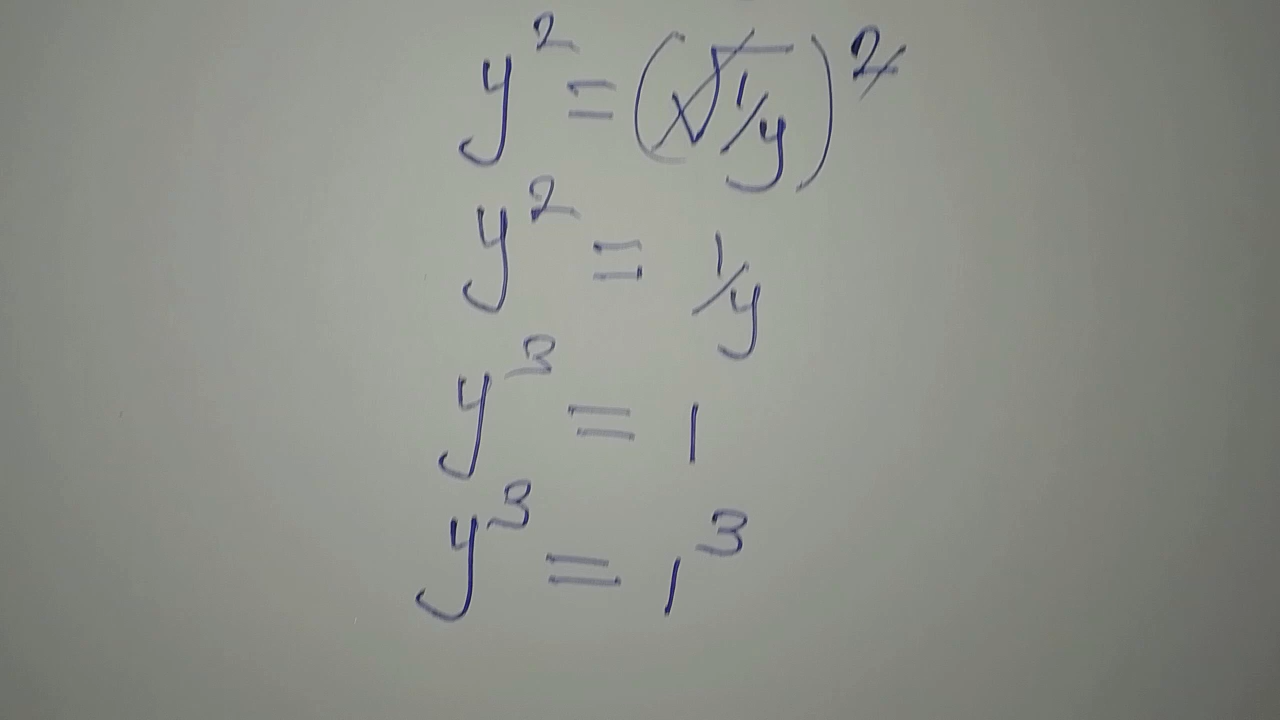 y² = (√1/y)²
y² = 1/y
y³ = 1
y³ = 1³